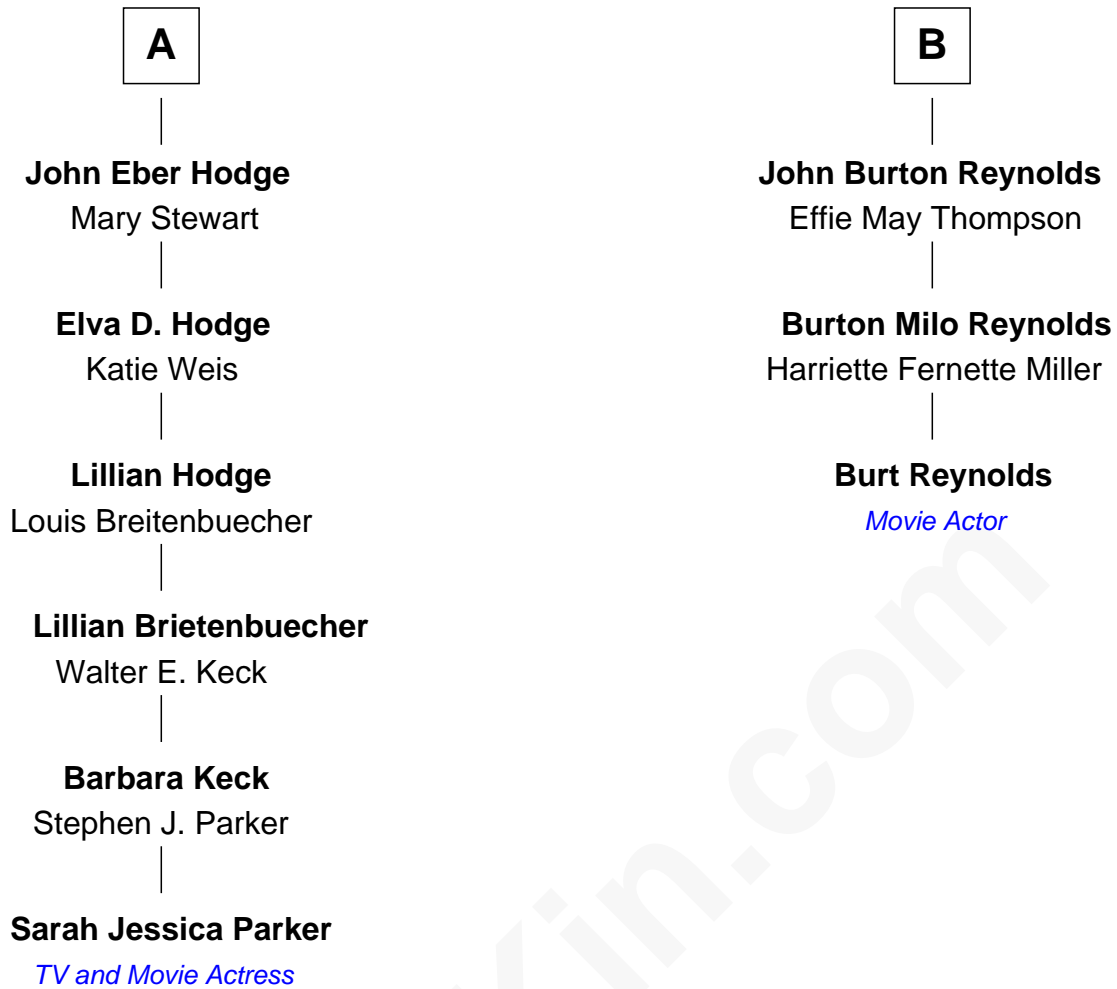 A
John Eber Hodge
Mary Stewart
Elva D. Hodge
Katie Weis
Lillian Hodge
Louis Breitenbuecher
Lillian Brietenbuecher
Walter E. Keck
Barbara Keck
Stephen J. Parker
Sarah Jessica Parker
TV and Movie Actress
B
John Burton Reynolds
Effie May Thompson
Burton Milo Reynolds
Harriette Fernette Miller
Burt Reynolds
Movie Actor
Kin.com